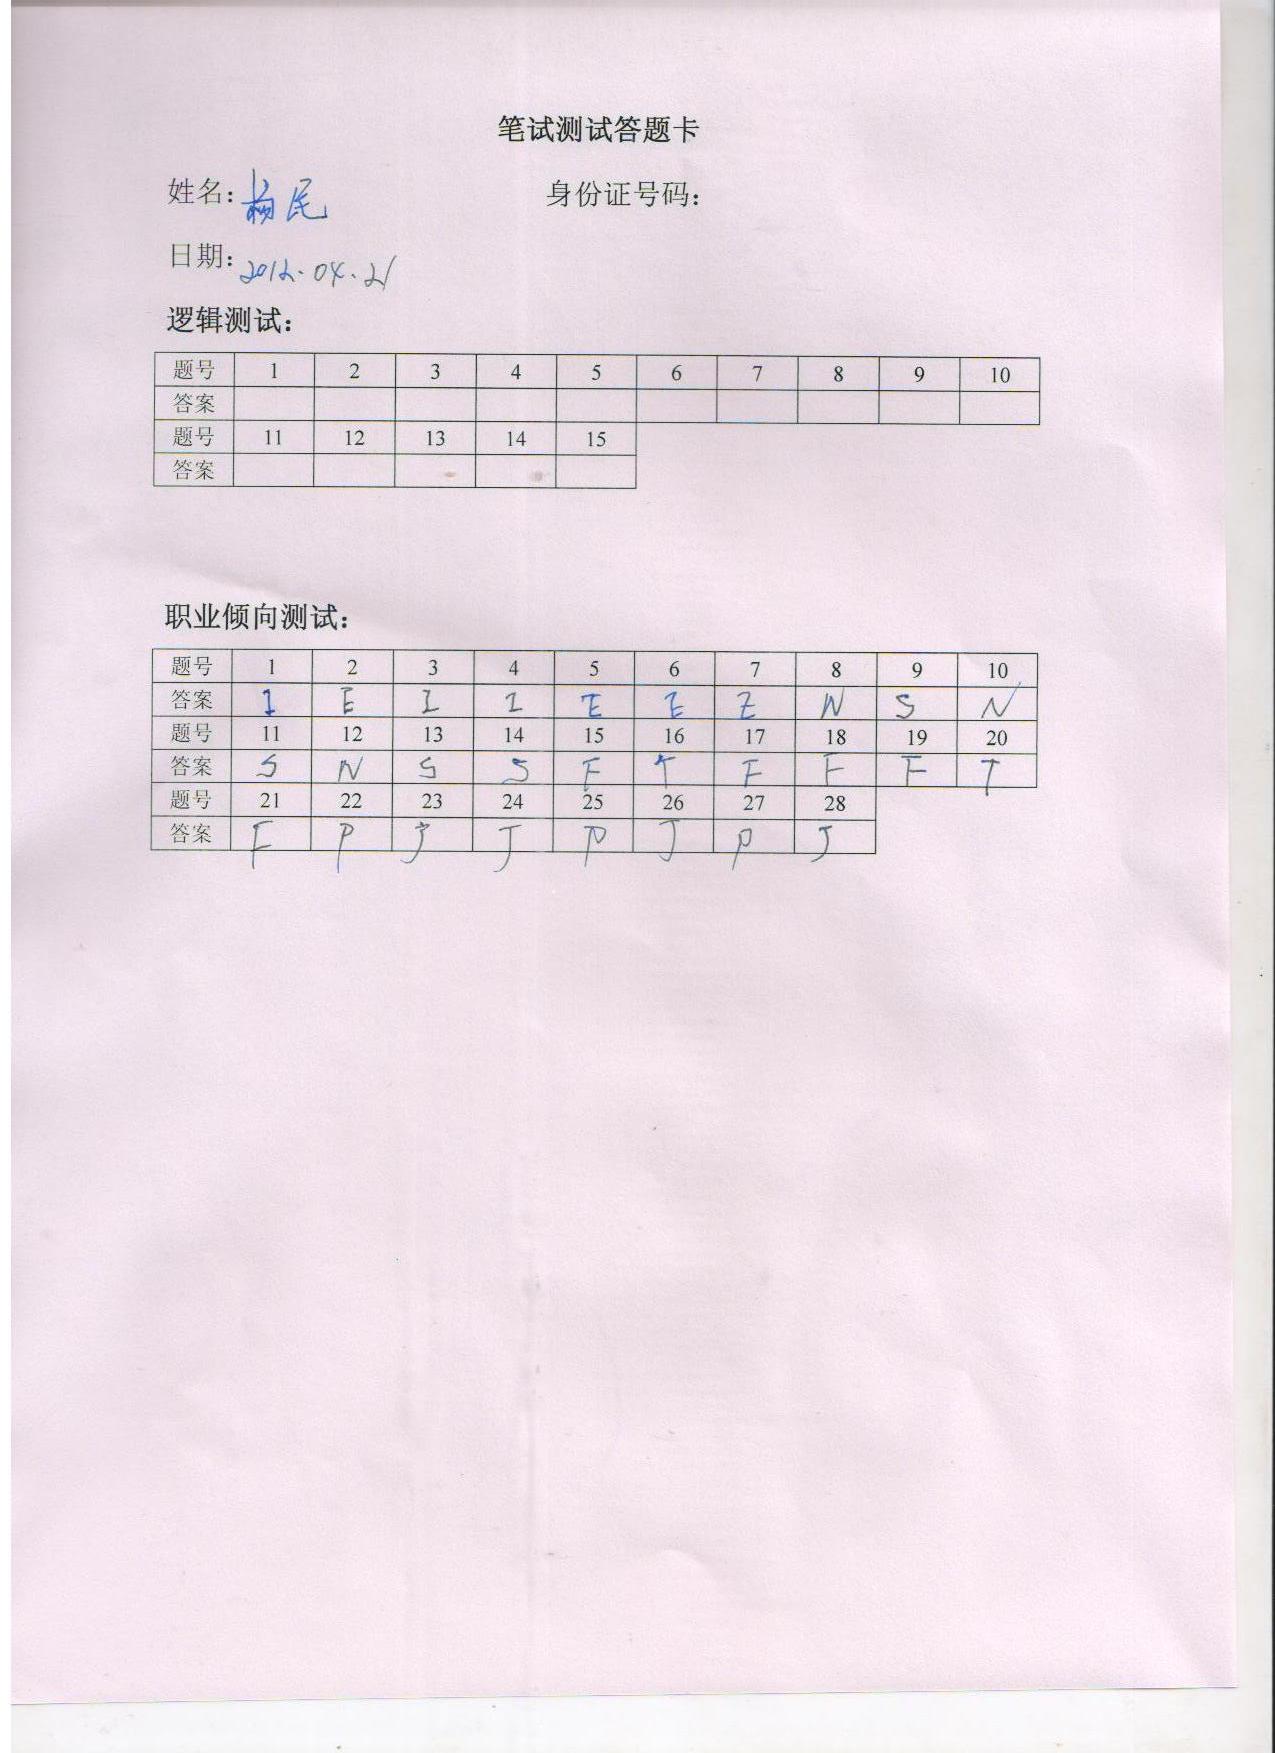 笔试测试答题卡
姓名：杨民 身份证号码：
日期：2012.04.21
逻辑测试：
题号 1 2 3 4 5 6 7 8 9 10
答案
题号 11 12 13 14 15
答案
职业倾向测试：
题号 1 2 3 4 5 6 7 8 9 10
答案 I E I I E E E N S N
题号 11 12 13 14 15 16 17 18 19 20
答案 S N S S F T F F F T
题号 21 22 23 24 25 26 27 28
答案 F P J J P J P J